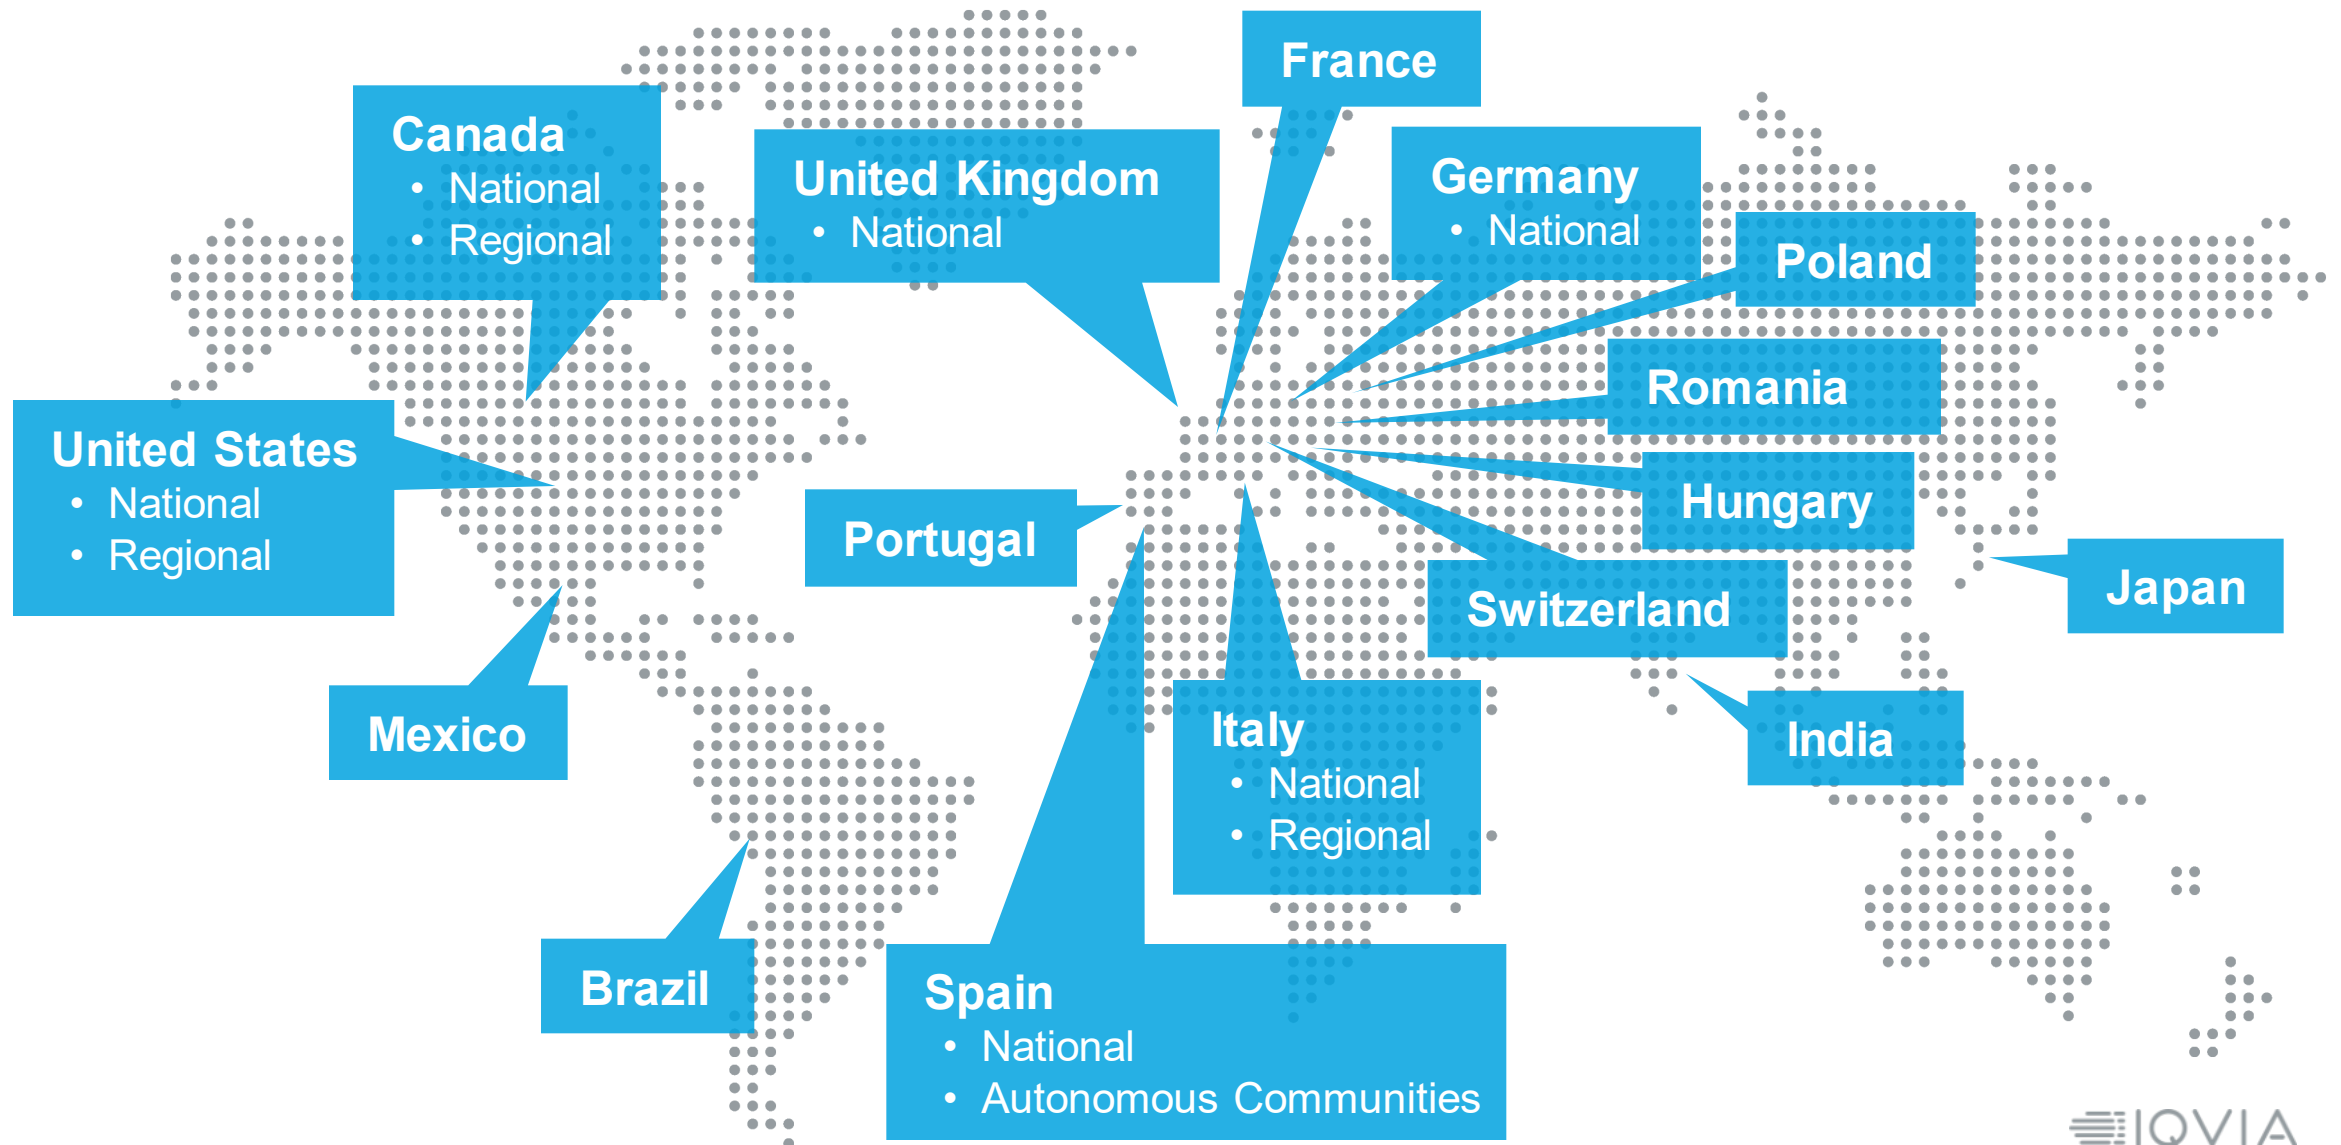 France
Canada
• National
• Regional
United Kingdom
• National
Germany
• National
Poland
Romania
United States
• National
• Regional
Hungary
Portugal
Japan
Switzerland
Mexico
Italy
• National
• Regional
India
Brazil
Spain
• National
• Autonomous Communities
IQVIA